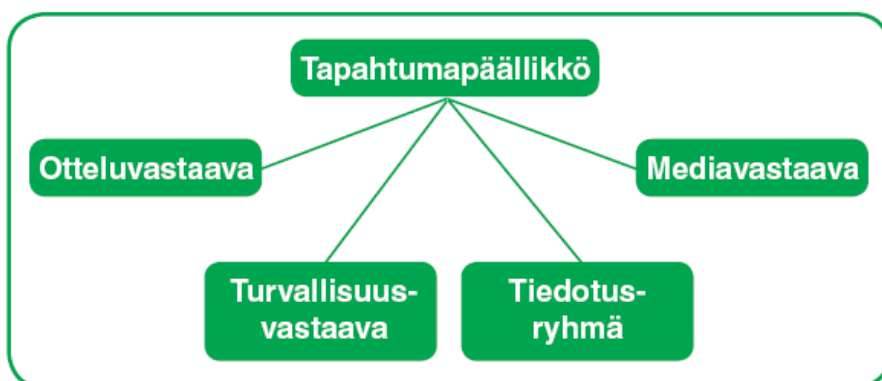 Tapahtumapäällikkö
Otteluvastaava
Mediavastaava
Turvallisuus-
vastaava
Tiedotus-
ryhmä